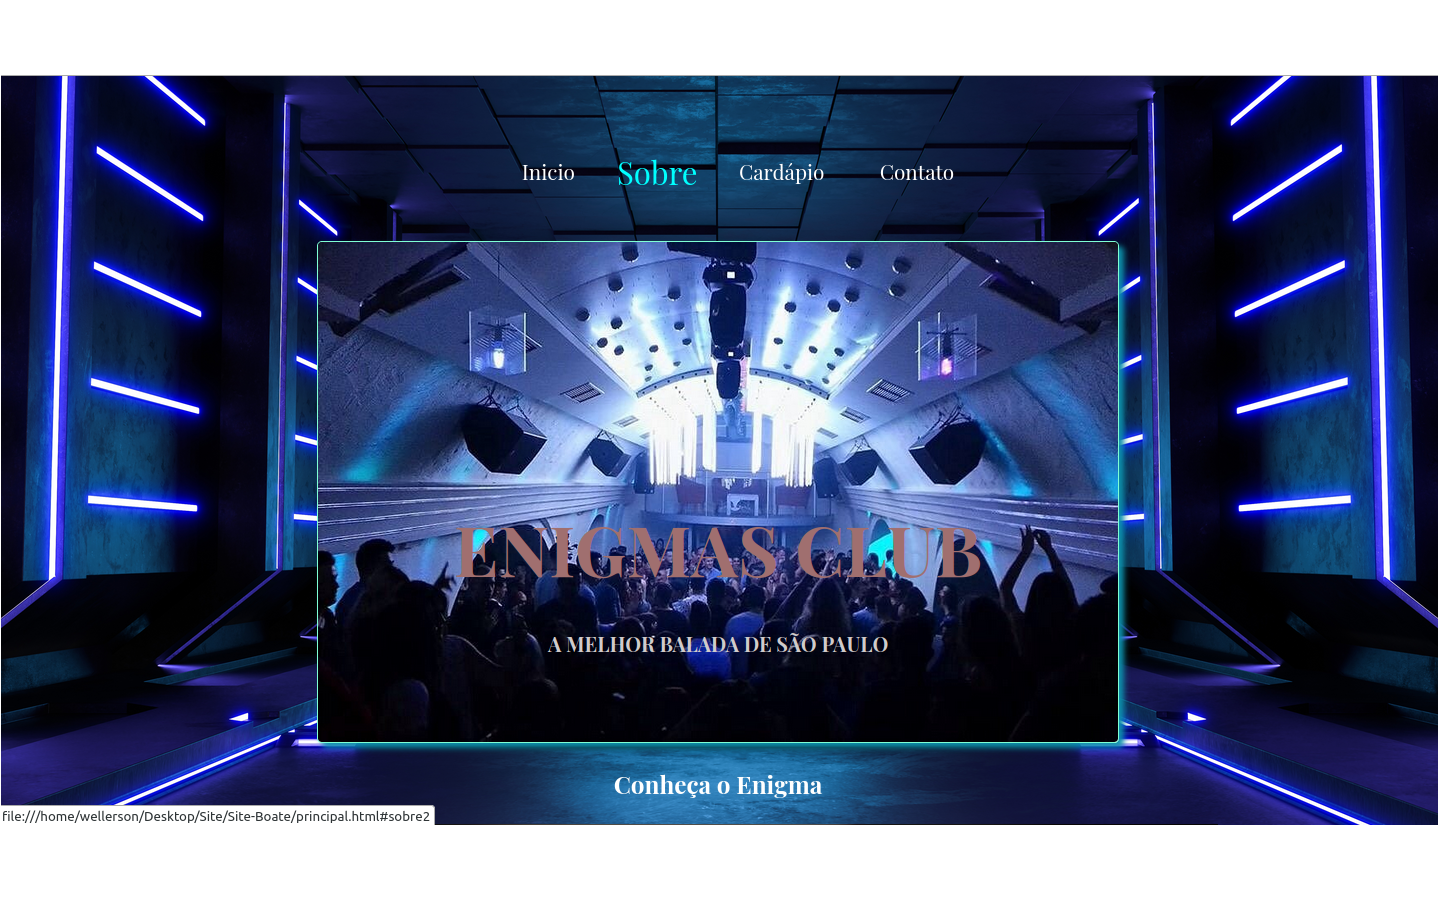 Inicio Sobre Cardápio Contato
ENIGMAS CLUB
A MELHOR BALADA DE SÃO PAULO
Conheça o Enigma
file:///home/wellerson/Desktop/Site/Site-Boate/principal.html#sobre2